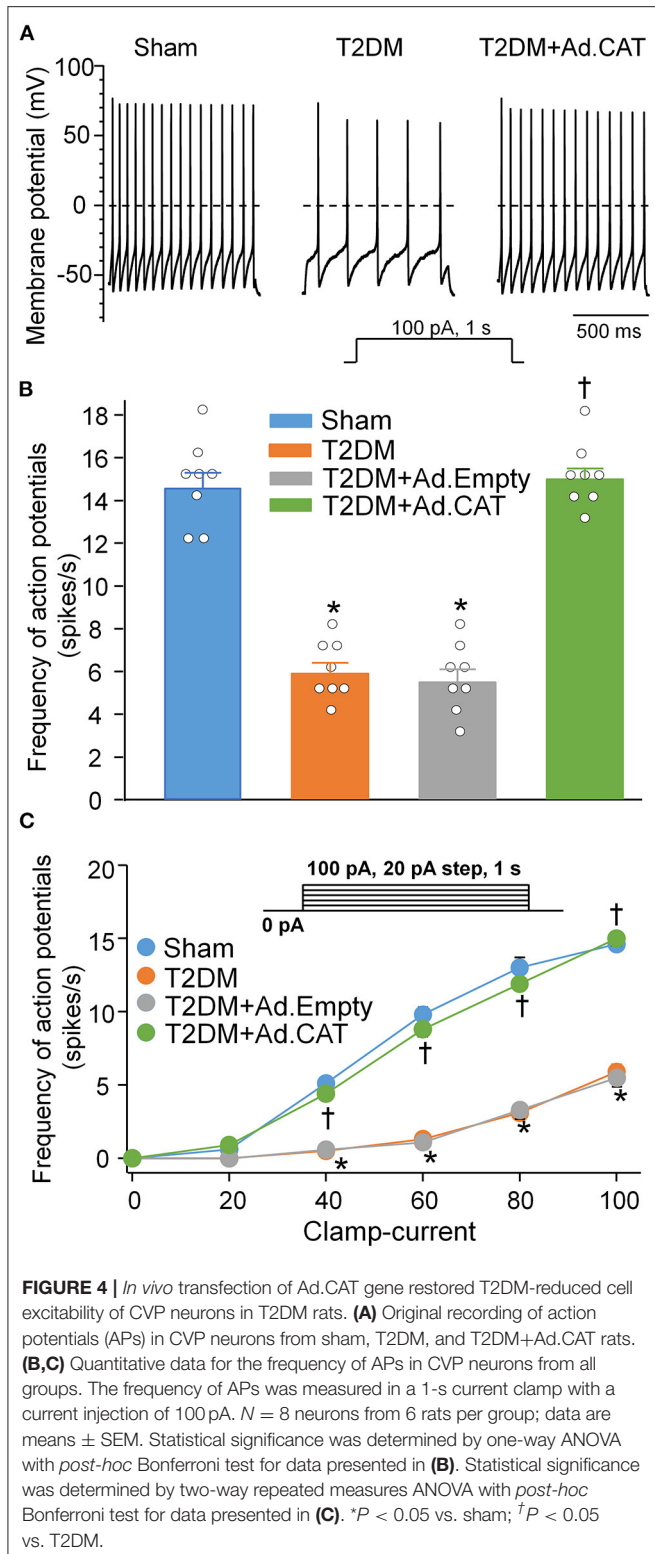 A
Sham T2DM T2DM+Ad.CAT
Membrane potential (mV)
100
50
0
-50
100 pA, 1 s
500 ms
B
†
Frequency of action potentials
(spikes/s)
18
16
14
12
10
8
6
4
2
0
Sham
T2DM
T2DM+Ad.Empty
T2DM+Ad.CAT
* *
C
Frequency of action potentials
(spikes/s)
20
15
10
5
0
100 pA, 20 pA step, 1 s
0 pA
Sham
T2DM
T2DM+Ad.Empty
T2DM+Ad.CAT
† † † †
* * * *
0 20 40 60 80 100
Clamp-current
FIGURE 4 | In vivo transfection of Ad.CAT gene restored T2DM-reduced cell
excitability of CVP neurons in T2DM rats. (A) Original recording of action
potentials (APs) in CVP neurons from sham, T2DM, and T2DM+Ad.CAT rats.
(B,C) Quantitative data for the frequency of APs in CVP neurons from all
groups. The frequency of APs was measured in a 1-s current clamp with a
current injection of 100 pA. N = 8 neurons from 6 rats per group; data are
means ± SEM. Statistical significance was determined by one-way ANOVA
with post-hoc Bonferroni test for data presented in (B). Statistical significance
was determined by two-way repeated measures ANOVA with post-hoc
Bonferroni test for data presented in (C). *P < 0.05 vs. sham; †P < 0.05
vs. T2DM.